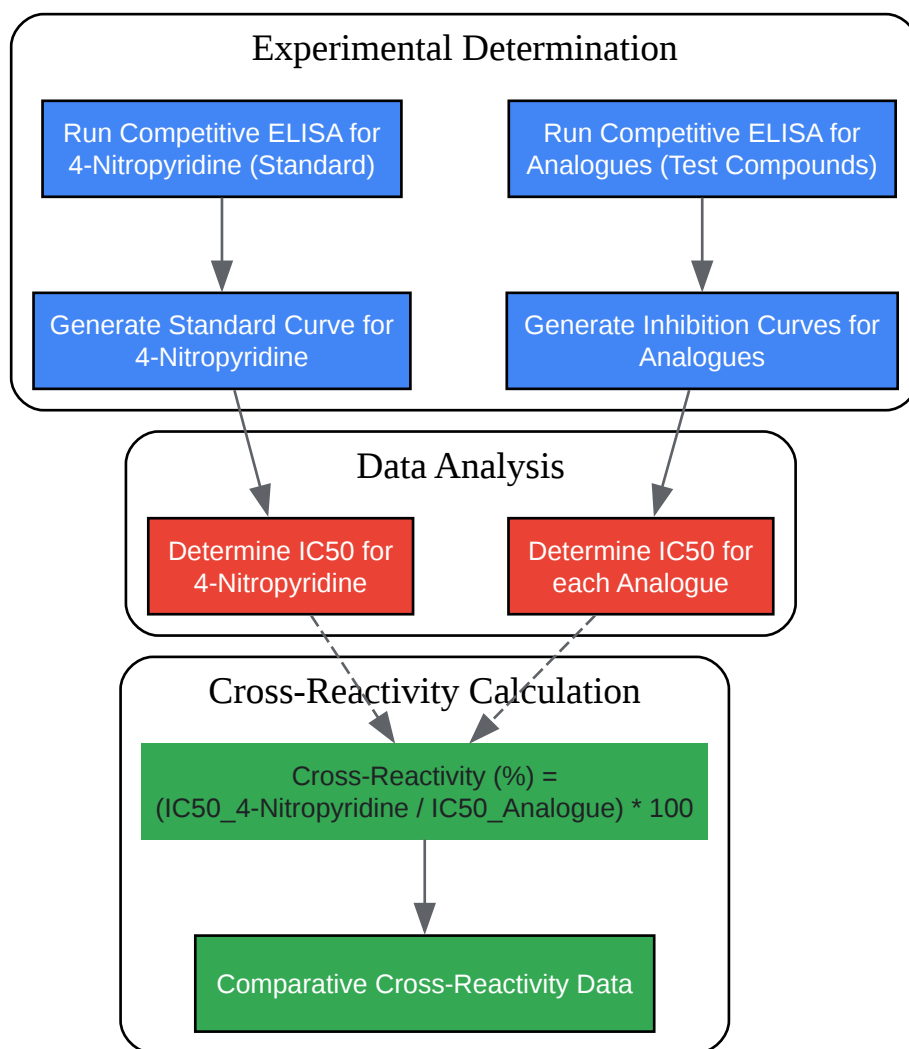 Experimental Determination
Run Competitive ELISA for
4-Nitropyridine (Standard)
Run Competitive ELISA for
Analogues (Test Compounds)
Generate Standard Curve for
4-Nitropyridine
Generate Inhibition Curves for
Analogues
Data Analysis
Determine IC50 for
4-Nitropyridine
Determine IC50 for
each Analogue
Cross-Reactivity Calculation
Cross-Reactivity (%) =
(IC50_4-Nitropyridine / IC50_Analogue) * 100
Comparative Cross-Reactivity Data